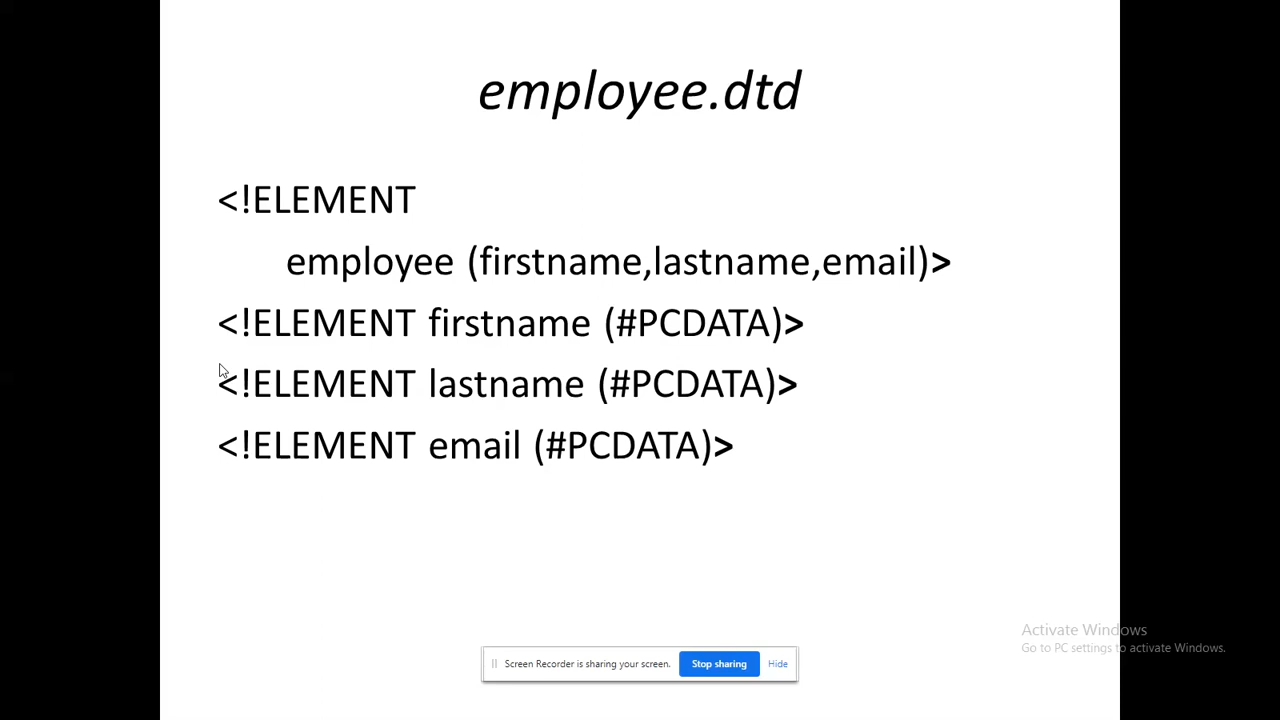 employee.dtd
<!ELEMENT
employee (firstname,lastname,email)>
<!ELEMENT firstname (#PCDATA)>
<!ELEMENT lastname (#PCDATA)>
<!ELEMENT email (#PCDATA)>
Activate Windows
Go to PC settings to activate Windows.
Screen Recorder is sharing your screen. Stop sharing Hide